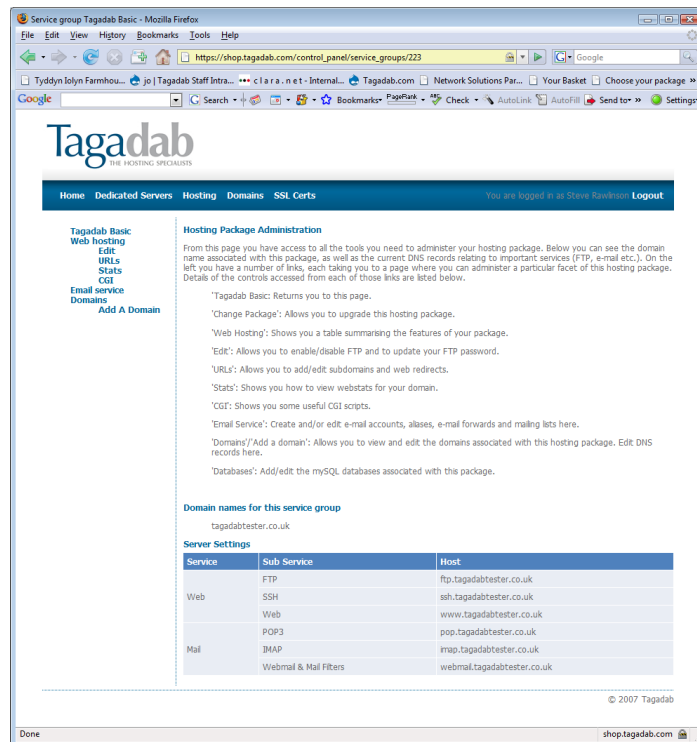 Service group Tagadab Basic - Mozilla Firefox
File Edit View History Bookmarks Tools Help
https://shop.tagadab.com/control_panel/service_groups/223
G Google
Tyddyn Iolyn Farmhou... jo | Tagadab Staff Intra... c l a r a . n e t - Internal... Tagadab.com Network Solutions Par... Your Basket Choose your package »
Google G Search Bookmarks PageRank Check AutoLink AutoFill Send to » Settings
Tagadab
THE HOSTING SPECIALISTS
Home Dedicated Servers Hosting Domains SSL Certs You are logged in as Steve Rawlinson Logout
Tagadab Basic
Web hosting
Edit
URLs
Stats
CGI
Email service
Domains
Add A Domain
Hosting Package Administration
From this page you have access to all the tools you need to administer your hosting package. Below you can see the domain
name associated with this package, as well as the current DNS records relating to important services (FTP, e-mail etc.). On the
left you have a number of links, each taking you to a page where you can administer a particular facet of this hosting package.
Details of the controls accessed from each of those links are listed below.
'Tagadab Basic: Returns you to this page.
'Change Package': Allows you to upgrade this hosting package.
'Web Hosting': Shows you a table summarising the features of your package.
'Edit': Allows you to enable/disable FTP and to update your FTP password.
'URLs': Allows you to add/edit subdomains and web redirects.
'Stats': Shows you how to view webstats for your domain.
'CGI': Shows you some useful CGI scripts.
'Email Service': Create and/or edit e-mail accounts, aliases, e-mail forwards and mailing lists here.
'Domains'/'Add a domain': Allows you to view and edit the domains associated with this hosting package. Edit DNS
records here.
'Databases': Add/edit the mySQL databases associated with this package.
Domain names for this service group
tagadabtester.co.uk
Server Settings
Service Sub Service Host
FTP ftp.tagadabtester.co.uk
Web SSH ssh.tagadabtester.co.uk
Web www.tagadabtester.co.uk
POP3 pop.tagadabtester.co.uk
Mail IMAP imap.tagadabtester.co.uk
Webmail & Mail Filters webmail.tagadabtester.co.uk
© 2007 Tagadab
Done shop.tagadab.com